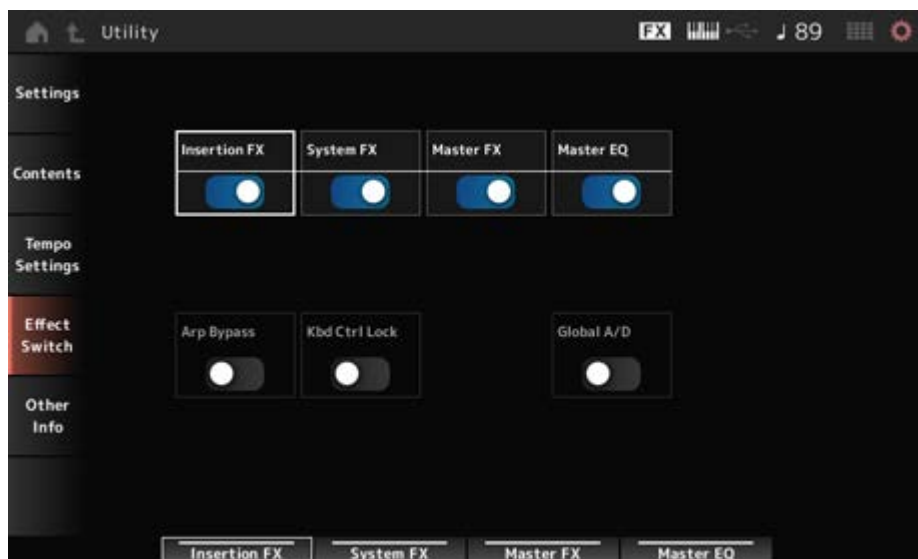 Utility
FX
89
Settings
Contents
Tempo
Settings
Effect
Switch
Other
Info
Insertion FX
System FX
Master FX
Master EQ
Arp Bypass
Kbd Ctrl Lock
Global A/D
Insertion FX
System FX
Master FX
Master EQ